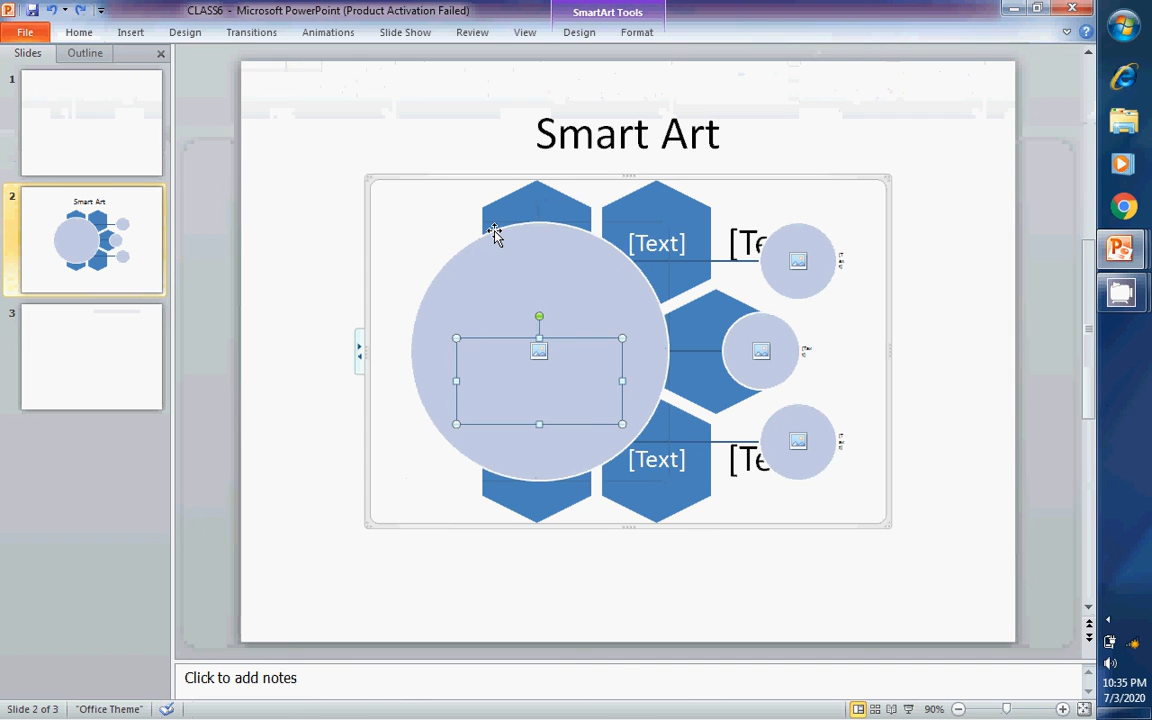 CLASS6 - Microsoft PowerPoint (Product Activation Failed)
SmartArt Tools
File Home Insert Design Transitions Animations Slide Show Review View Design Format
Slides Outline
1
2
Smart Art
3
Smart Art
[Text] [Te
[Text] [Te
Click to add notes
Slide 2 of 3 "Office Theme" 90%
10:35 PM
7/3/2020